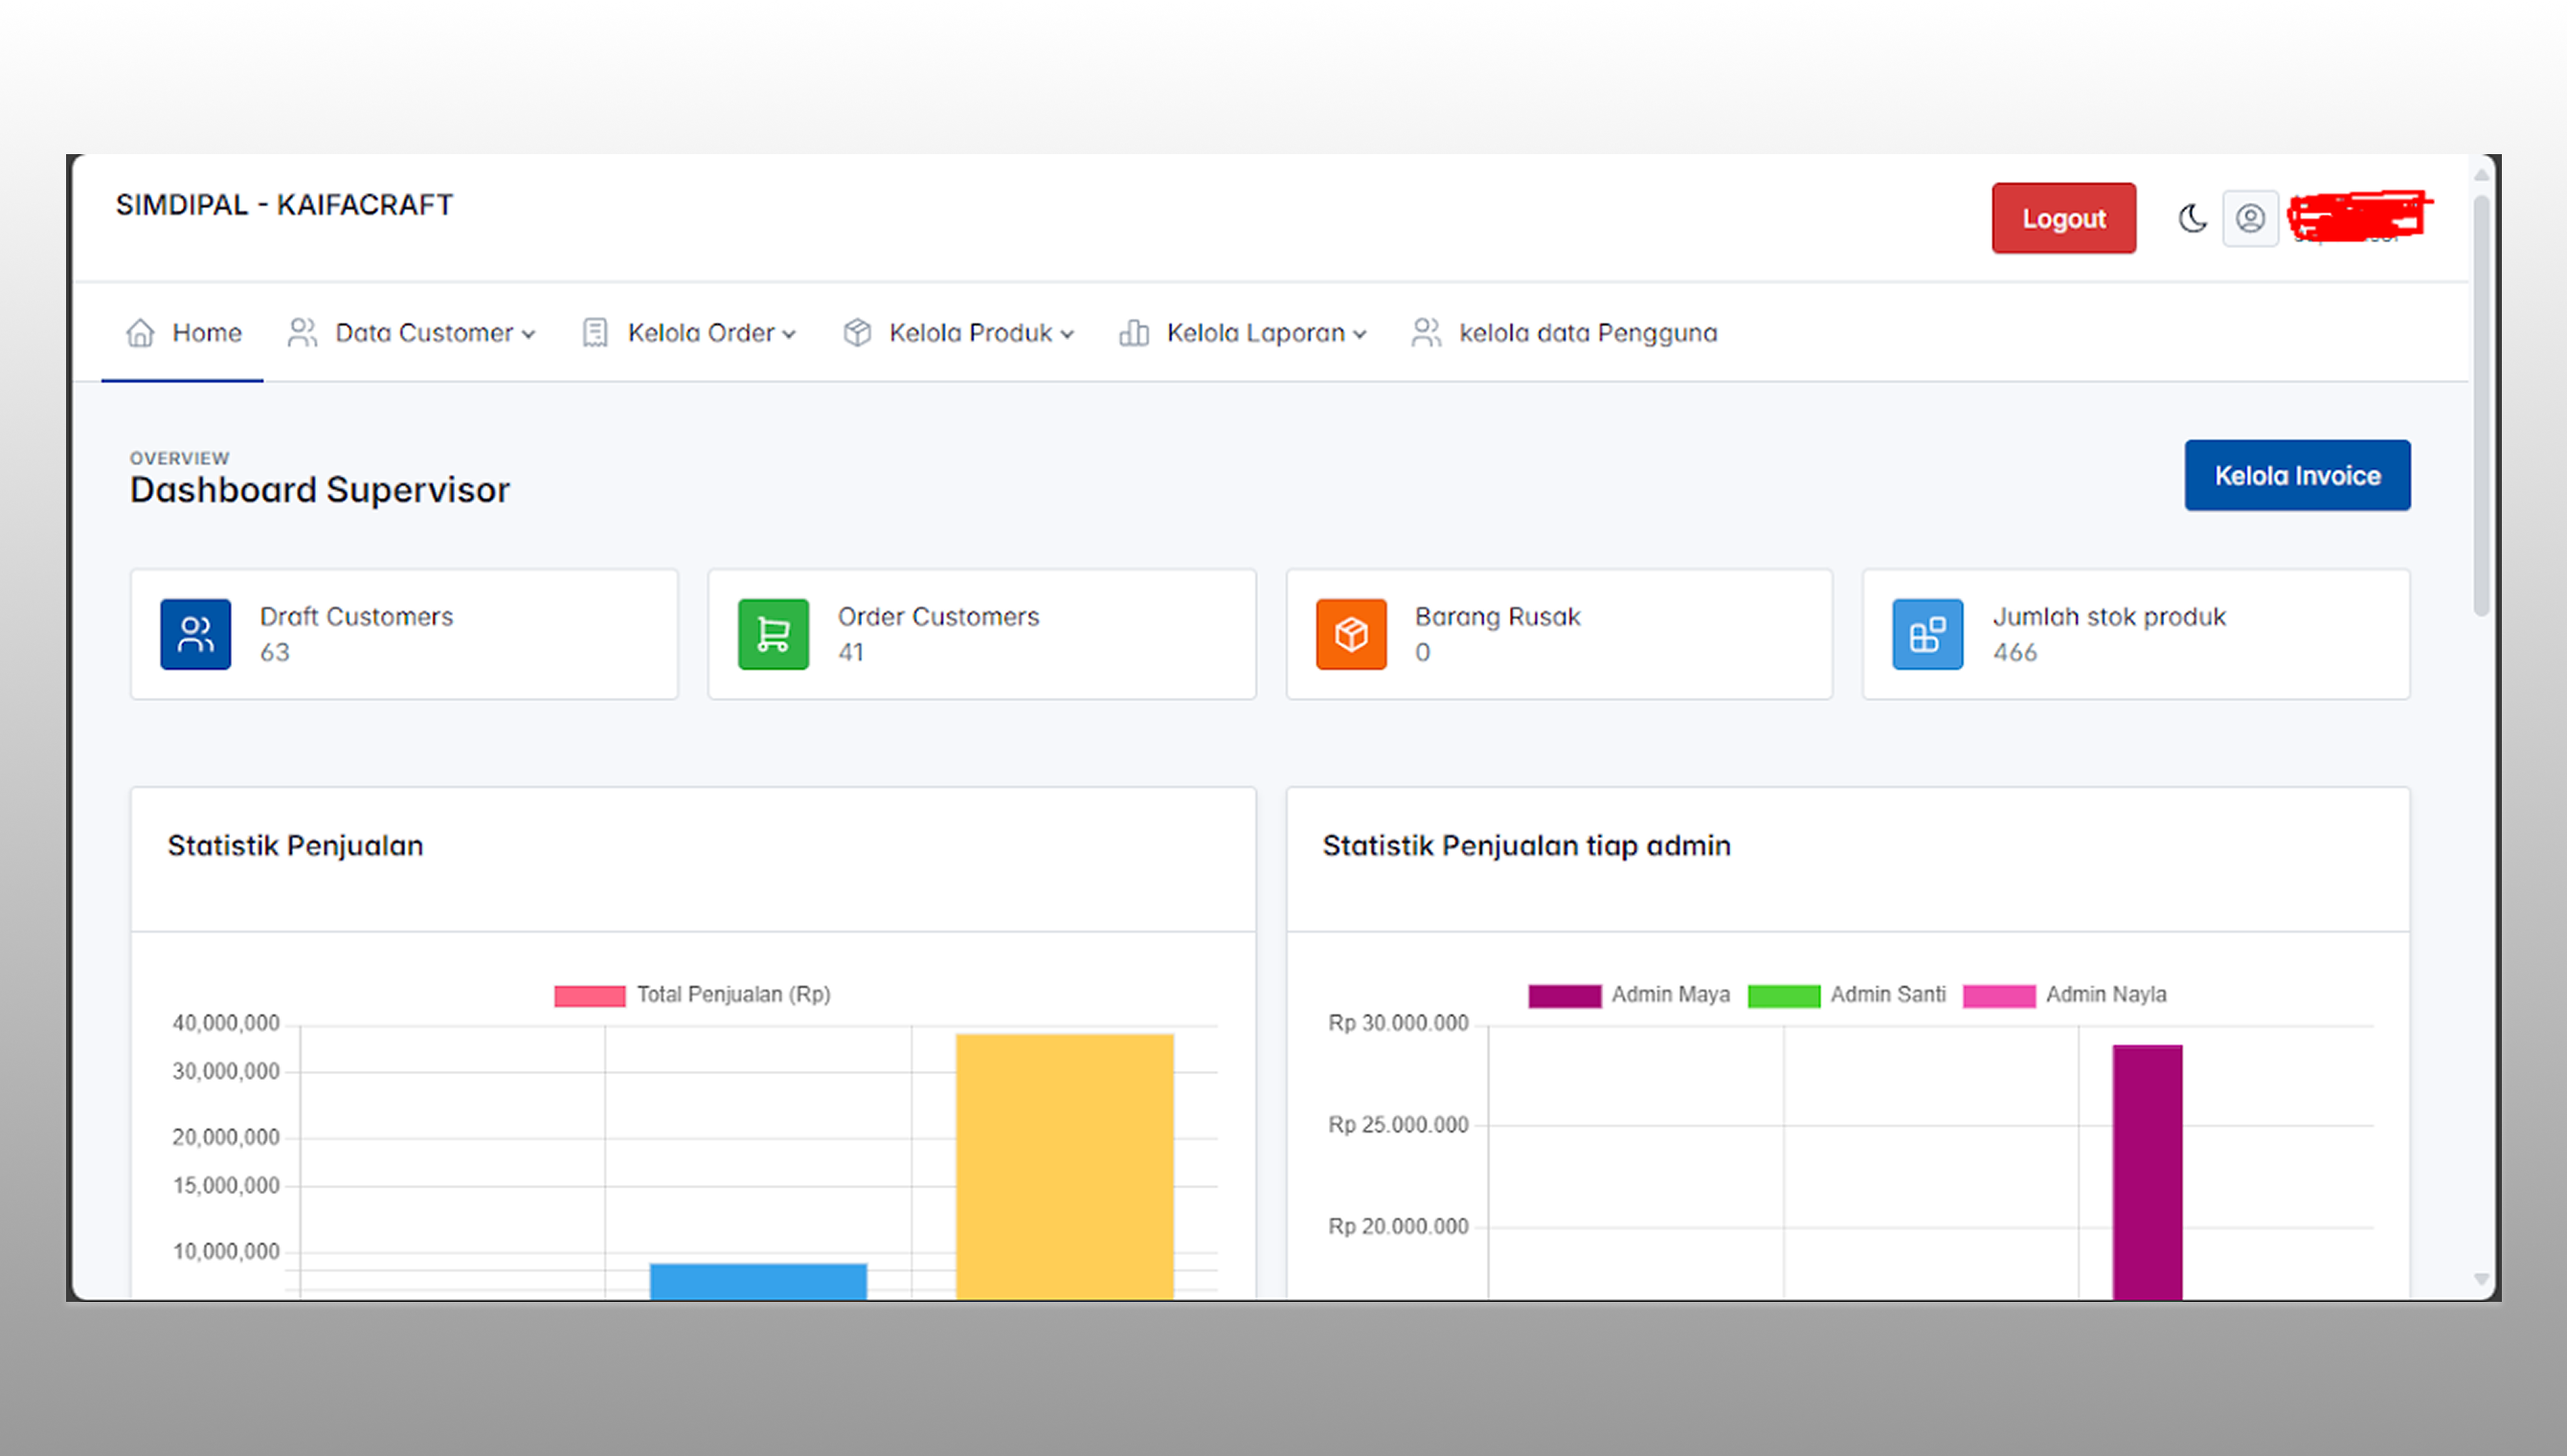 SIMDIPAL - KAIFACRAFT
Logout
Home
Data Customer
Kelola Order
Kelola Produk
Kelola Laporan
kelola data Pengguna
OVERVIEW
Dashboard Supervisor
Kelola Invoice
Draft Customers
63
Order Customers
41
Barang Rusak
0
Jumlah stok produk
466
Statistik Penjualan
Total Penjualan (Rp)
40,000,000
30,000,000
20,000,000
15,000,000
10,000,000
Statistik Penjualan tiap admin
Admin Maya
Admin Santi
Admin Nayla
Rp 30.000.000
Rp 25.000.000
Rp 20.000.000